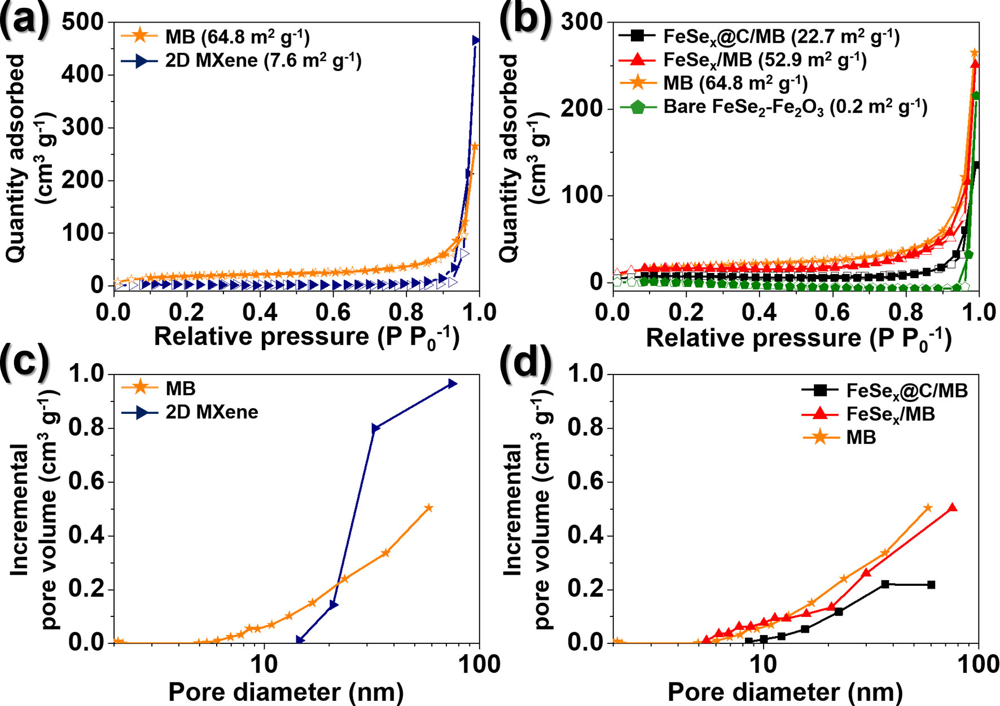 (a)
500
400
300
200
100
0
Quantity adsorbed
(cm³ g⁻¹)
MB (64.8 m² g⁻¹)
2D MXene (7.6 m² g⁻¹)
0.0 0.2 0.4 0.6 0.8 1.0
Relative pressure (P P₀⁻¹)
(b)
300
200
100
0
Quantity adsorbed
(cm³ g⁻¹)
FeSeₓ@C/MB (22.7 m² g⁻¹)
FeSeₓ/MB (52.9 m² g⁻¹)
MB (64.8 m² g⁻¹)
Bare FeSe₂-Fe₂O₃ (0.2 m² g⁻¹)
0.0 0.2 0.4 0.6 0.8 1.0
Relative pressure (P P₀⁻¹)
(c)
1.0
0.8
0.6
0.4
0.2
0.0
Incremental
pore volume (cm³ g⁻¹)
MB
2D MXene
10 100
Pore diameter (nm)
(d)
1.0
0.8
0.6
0.4
0.2
0.0
Incremental
pore volume (cm³ g⁻¹)
FeSeₓ@C/MB
FeSeₓ/MB
MB
10 100
Pore diameter (nm)